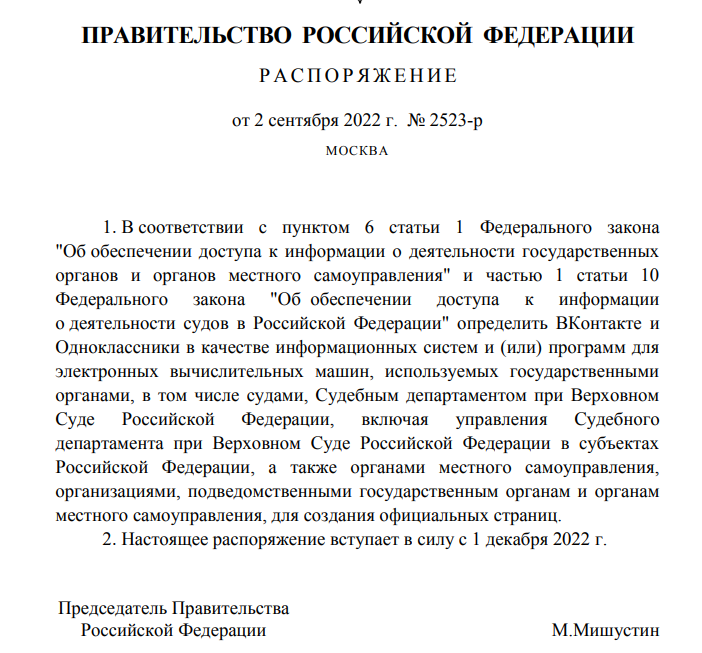 ПРАВИТЕЛЬСТВО РОССИЙСКОЙ ФЕДЕРАЦИИ
РАСПОРЯЖЕНИЕ
от 2 сентября 2022 г. № 2523-р
МОСКВА
1. В соответствии с пунктом 6 статьи 1 Федерального закона
"Об обеспечении доступа к информации о деятельности государственных
органов и органов местного самоуправления" и частью 1 статьи 10
Федерального закона "Об обеспечении доступа к информации
о деятельности судов в Российской Федерации" определить ВКонтакте и
Одноклассники в качестве информационных систем и (или) программ для
электронных вычислительных машин, используемых государственными
органами, в том числе судами, Судебным департаментом при Верховном
Суде Российской Федерации, включая управления Судебного
департамента при Верховном Суде Российской Федерации в субъектах
Российской Федерации, а также органами местного самоуправления,
организациями, подведомственными государственным органам и органам
местного самоуправления, для создания официальных страниц.
2. Настоящее распоряжение вступает в силу с 1 декабря 2022 г.
Председатель Правительства
Российской Федерации М.Мишустин